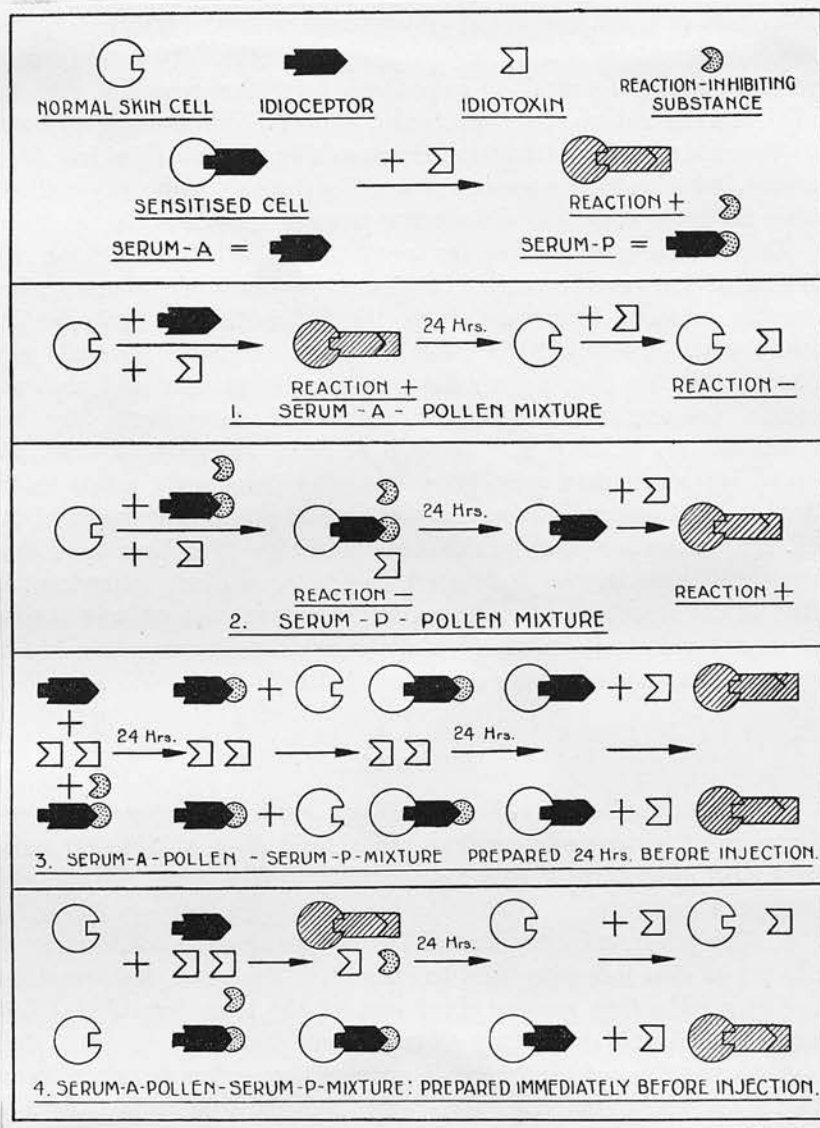 NORMAL SKIN CELL
IDIOCEPTOR
IDIOTOXIN
REACTION-INHIBITING
SUBSTANCE
+
SENSITISED CELL
REACTION +
SERUM-A =
SERUM-P =
+
24 Hrs.
+
+
REACTION +
REACTION -
1. SERUM - A - POLLEN MIXTURE
+
24 Hrs.
+
+
REACTION -
REACTION +
2. SERUM - P - POLLEN MIXTURE
+ +
+
24 Hrs.
24 Hrs.
+
+ +
3. SERUM-A-POLLEN - SERUM-P-MIXTURE PREPARED 24 Hrs. BEFORE INJECTION.
24 Hrs.
+
+
+
4. SERUM-A-POLLEN-SERUM-P-MIXTURE: PREPARED IMMEDIATELY BEFORE INJECTION.